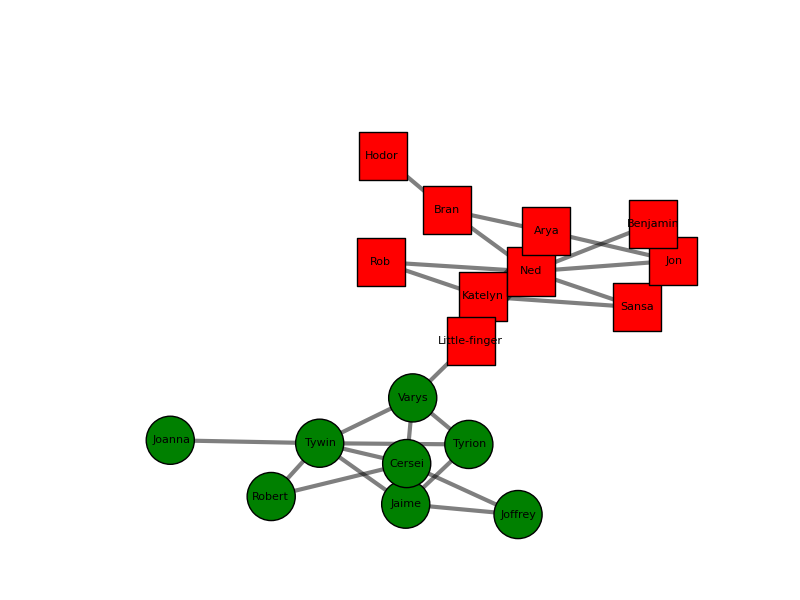 Hodor
Bran
Benjamin
Arya
Rob
Jon
Ned
Katelyn
Sansa
Little-finger
Varys
Joanna
Tywin
Tyrion
Cersei
Robert
Jaime
Joffrey